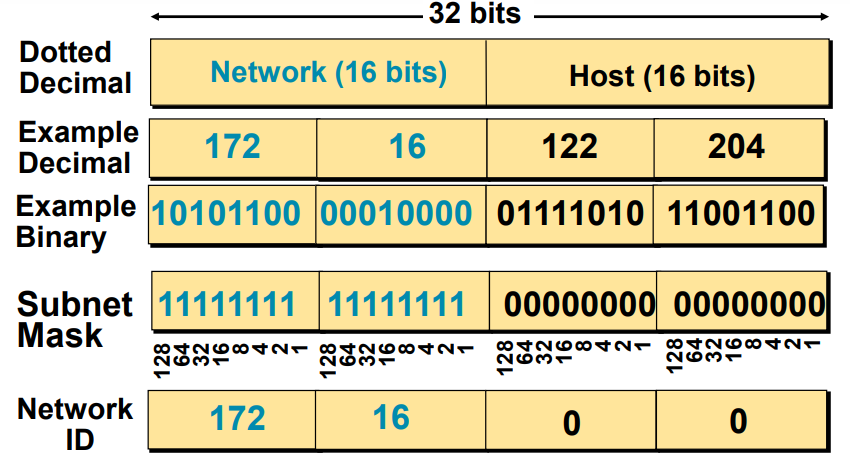 32 bits
Dotted
Decimal
Network (16 bits) Host (16 bits)
Example
Decimal
172 16 122 204
Example
Binary
10101100 00010000 01111010 11001100
Subnet
Mask
11111111 11111111 00000000 00000000
128 64 32 16 8 4 2 1 128 64 32 16 8 4 2 1 128 64 32 16 8 4 2 1 128 64 32 16 8 4 2 1
Network
ID
172 16 0 0